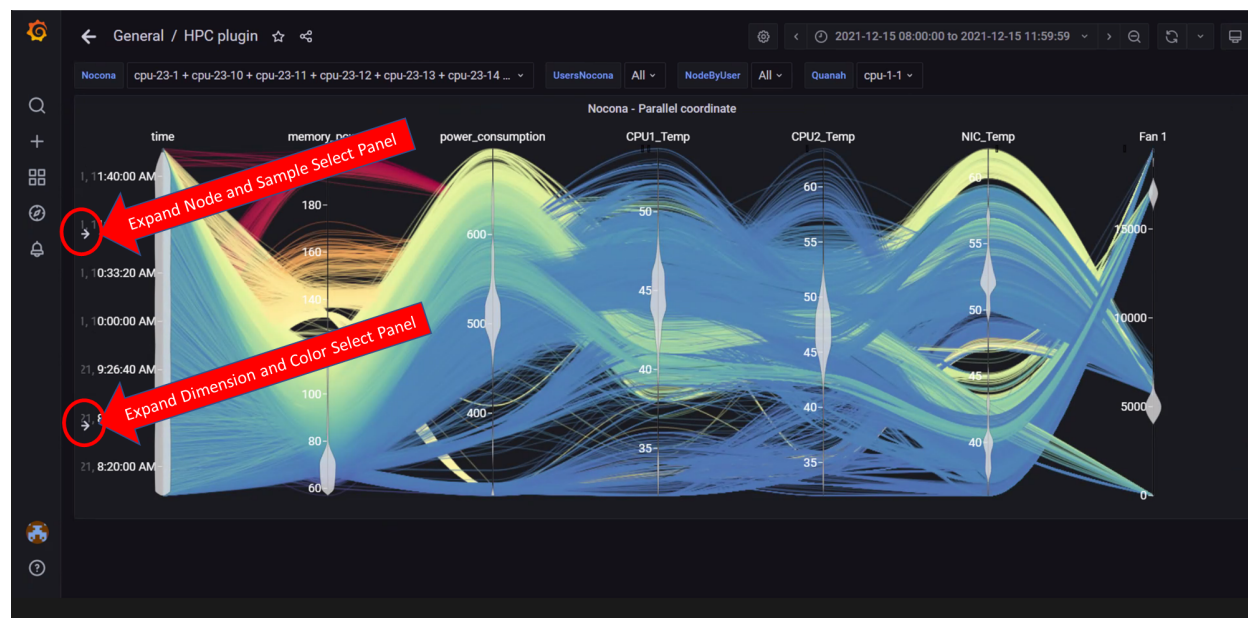 General / HPC plugin
2021-12-15 08:00:00 to 2021-12-15 11:59:59
Nocona cpu-23-1 + cpu-23-10 + cpu-23-11 + cpu-23-12 + cpu-23-13 + cpu-23-14 ... UsersNocona All NodeByUser All Quanah cpu-1-1
Nocona - Parallel coordinate
time power_consumption CPU1_Temp CPU2_Temp NIC_Temp Fan 1
Expand Node and Sample Select Panel
Expand Dimension and Color Select Panel
1, 11:40:00 AM
1, 10:33:20 AM
1, 10:00:00 AM
21, 9:26:40 AM
21, 8:20:00 AM
180
160
140
100
80
60
600
500
400
50
45
40
35
60
55
50
45
40
35
60
55
50
45
40
15000
10000
5000
0